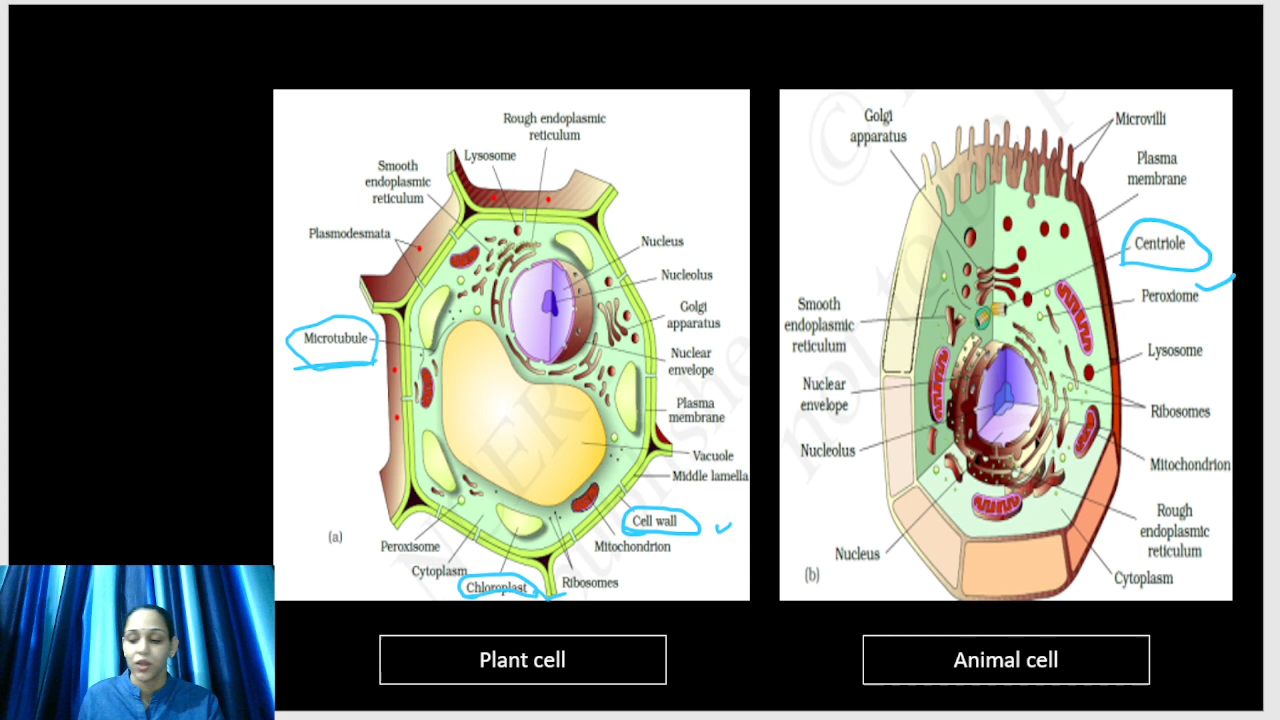 Rough endoplasmic
reticulum
Lysosome
Smooth
endoplasmic
reticulum
Plasmodesmata
Nucleus
Nucleolus
Golgi
apparatus
Microtubule
Nuclear
envelope
Plasma
membrane
Vacuole
Middle lamella
Cell wall
Mitochondrion
(a)
Peroxisome
Cytoplasm
Chloroplast
Ribosomes
Plant cell
Golgi
apparatus
Microvilli
Plasma
membrane
Centriole
Peroxiome
Smooth
endoplasmic
reticulum
Lysosome
Nuclear
envelope
Ribosomes
Nucleolus
Mitochondrion
Rough
endoplasmic
reticulum
Nucleus
(b)
Cytoplasm
Animal cell